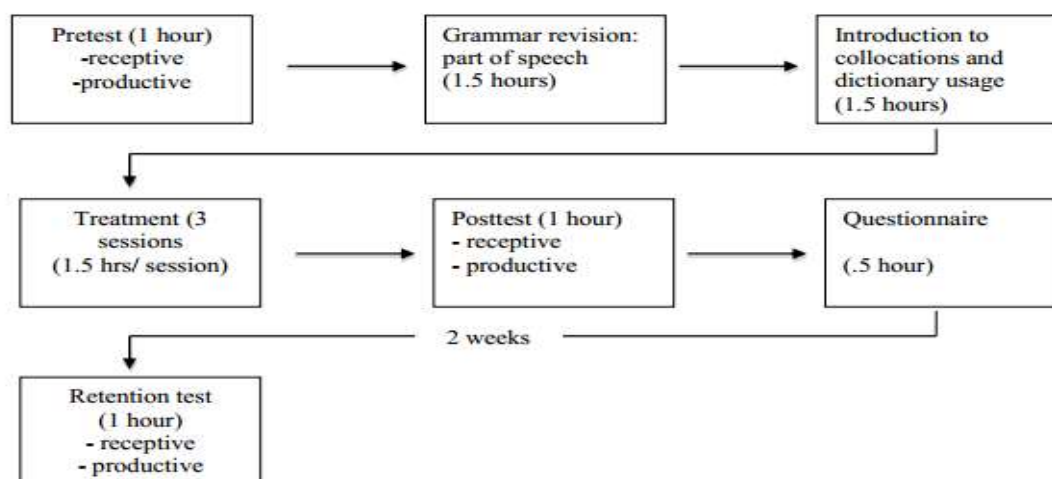 Pretest (1 hour)
-receptive
-productive
Grammar revision:
part of speech
(1.5 hours)
Introduction to
collocations and
dictionary usage
(1.5 hours)
Treatment (3
sessions
(1.5 hrs/ session)
Posttest (1 hour)
- receptive
- productive
Questionnaire
(.5 hour)
2 weeks
Retention test
(1 hour)
- receptive
- productive